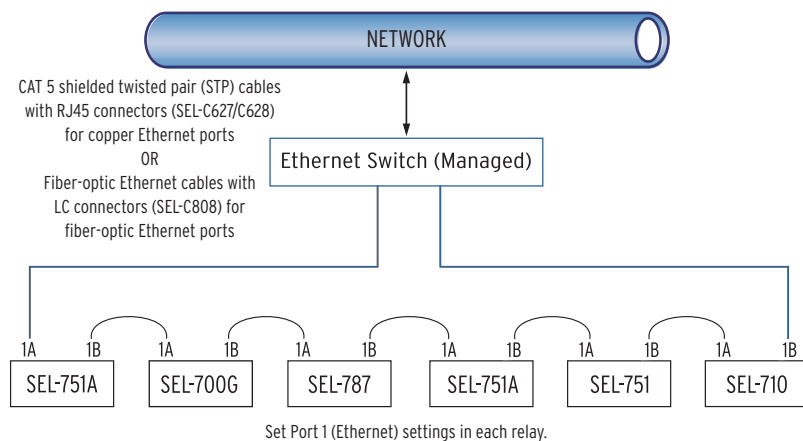 NETWORK
CAT 5 shielded twisted pair (STP) cables
with RJ45 connectors (SEL-C627/C628)
for copper Ethernet ports
OR
Fiber-optic Ethernet cables with
LC connectors (SEL-C808) for
fiber-optic Ethernet ports
Ethernet Switch (Managed)
1A 1B 1A 1B 1A 1B 1A 1B 1A 1B 1A 1B
SEL-751A SEL-700G SEL-787 SEL-751A SEL-751 SEL-710
Set Port 1 (Ethernet) settings in each relay.